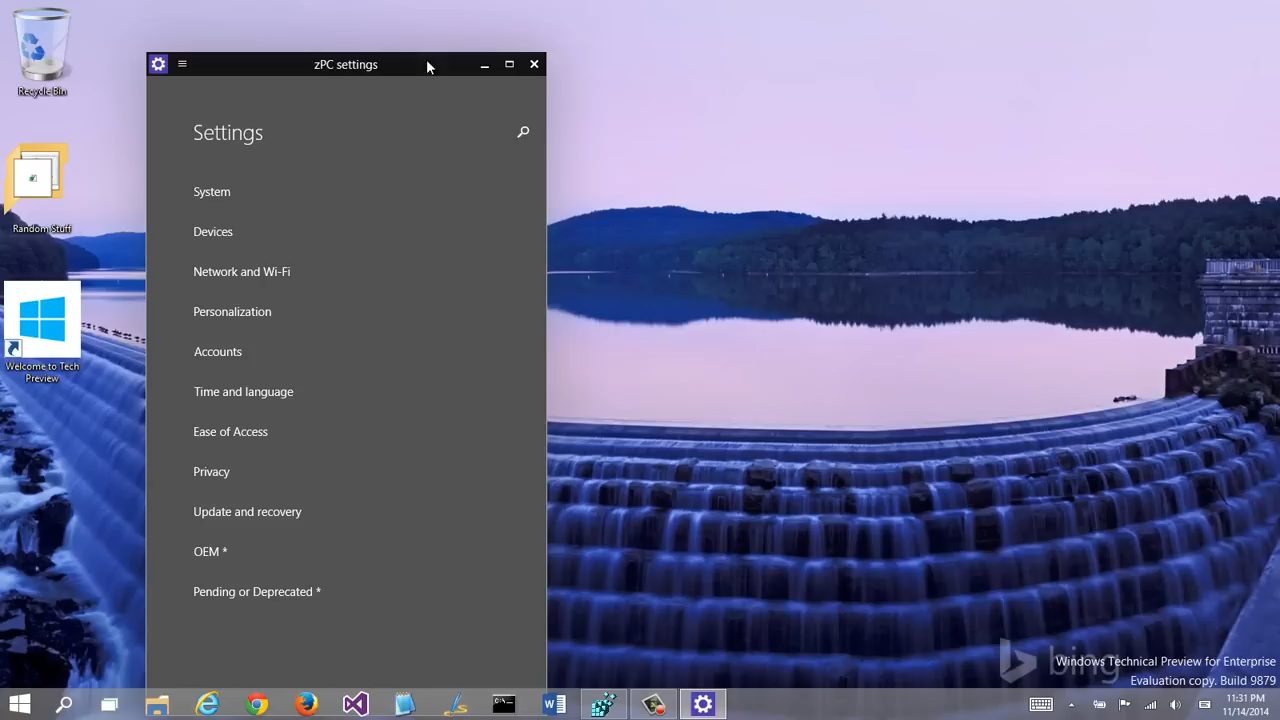 Recycle Bin
Random Stuff
Welcome to Tech
Preview
zPC settings
Settings
System
Devices
Network and Wi-Fi
Personalization
Accounts
Time and language
Ease of Access
Privacy
Update and recovery
OEM *
Pending or Deprecated *
bing
Windows Technical Preview for Enterprise
Evaluation copy. Build 9879
11:31 PM
11/14/2014